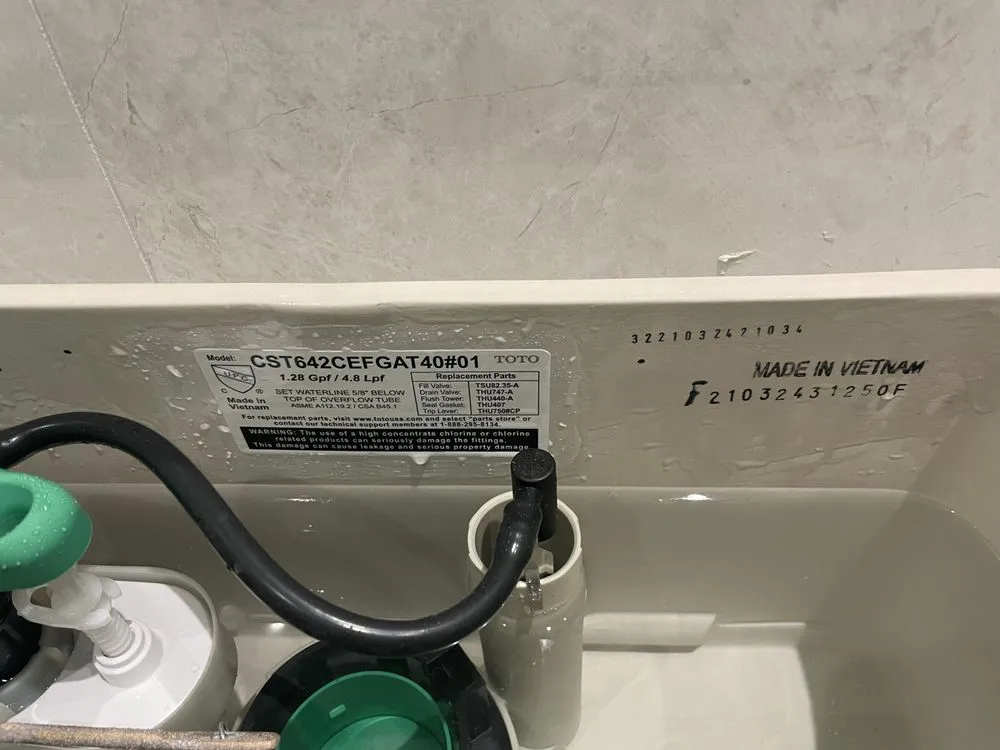 Model: CST642CEFGAT40#01 TOTO
UPC ®
1.28 Gpf / 4.8 Lpf
Made in
Vietnam
SET WATERLINE 5/8" BELOW
TOP OF OVERFLOW TUBE
ASME A112.19.2 / CSA B45.1
Replacement Parts
Fill Valve: TSU82.35-A
Drain Valve: THU747-A
Flush Tower: THU440-A
Seal Gasket: THU407
Trip Lever: THU750#CP
For replacement parts, visit www.totousa.com and select "parts store" or
contact our technical support members at 1-888-295-8134.
WARNING: The use of a high concentrate chlorine or chlorine
related products can seriously damage the fittings.
This damage can cause leakage and serious property damage.
3221032421034
MADE IN VIETNAM
F21032431250F